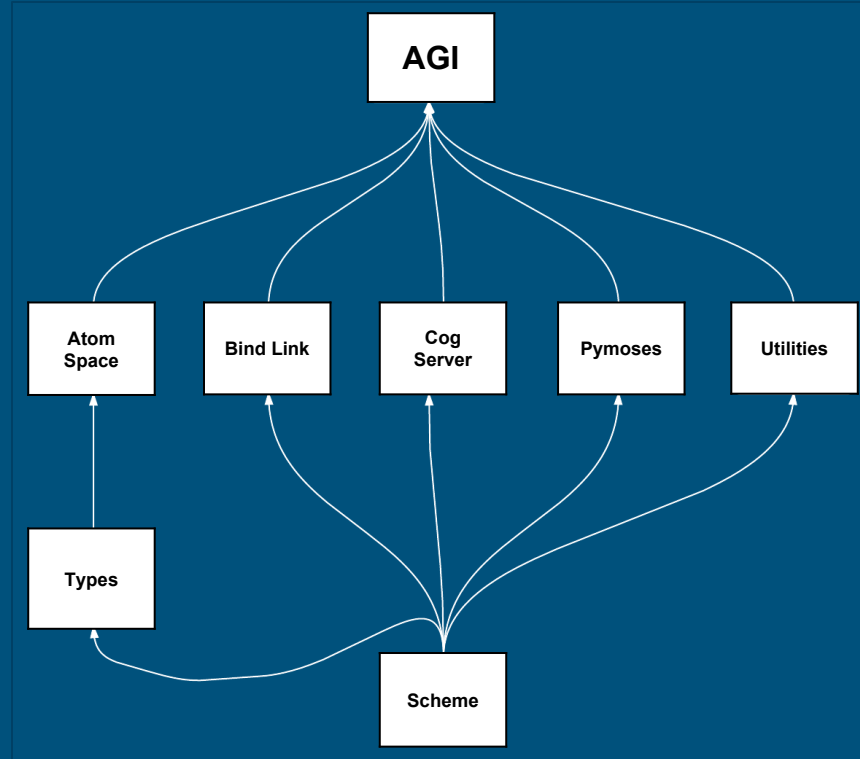 AGI
Atom
Space
Bind Link
Cog
Server
Pymoses
Utilities
Types
Scheme